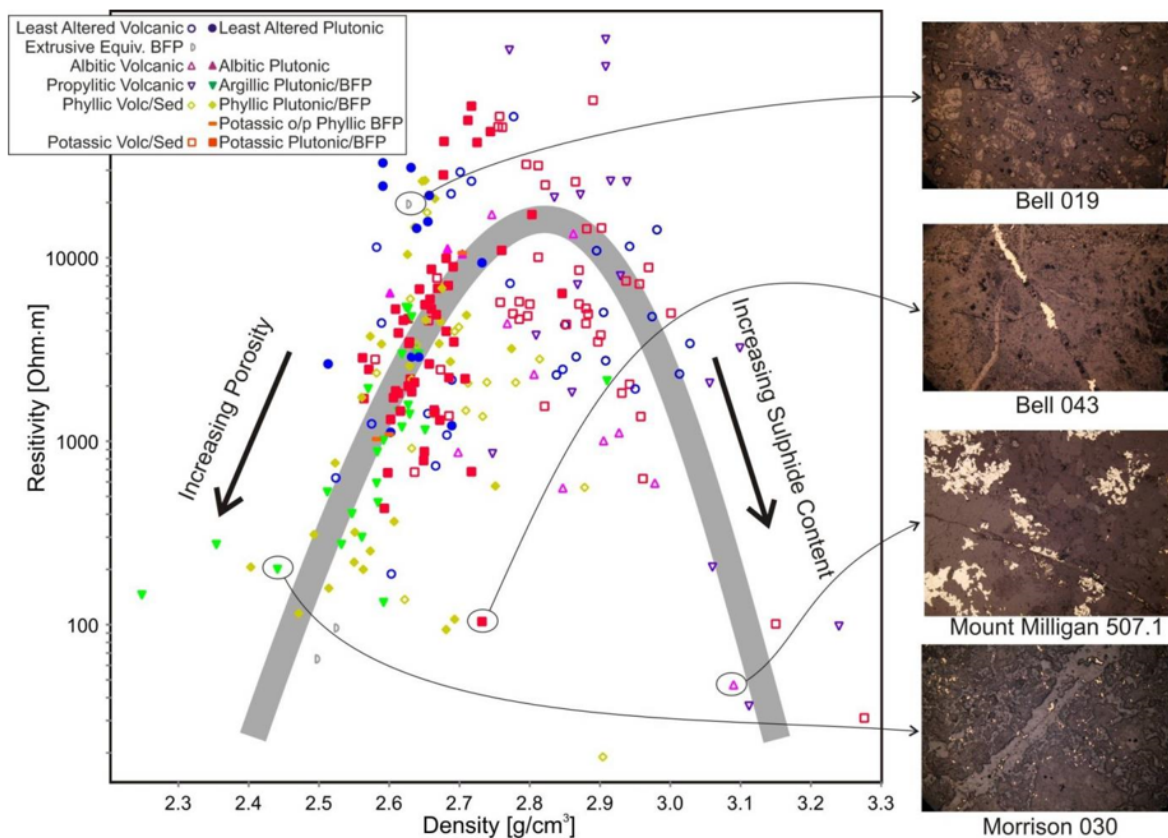 Least Altered Volcanic Least Altered Plutonic
Extrusive Equiv. BFP
Albitic Volcanic Albitic Plutonic
Propylitic Volcanic Argillic Plutonic/BFP
Phyllic Volc/Sed Phyllic Plutonic/BFP
Potassic o/p Phyllic BFP
Potassic Volc/Sed Potassic Plutonic/BFP
Resitivity [Ohm·m]
10000
1000
100
Increasing Porosity
Increasing Sulphide Content
2.3 2.4 2.5 2.6 2.7 2.8 2.9 3.0 3.1 3.2 3.3
Density [g/cm³]
Bell 019
Bell 043
Mount Milligan 507.1
Morrison 030